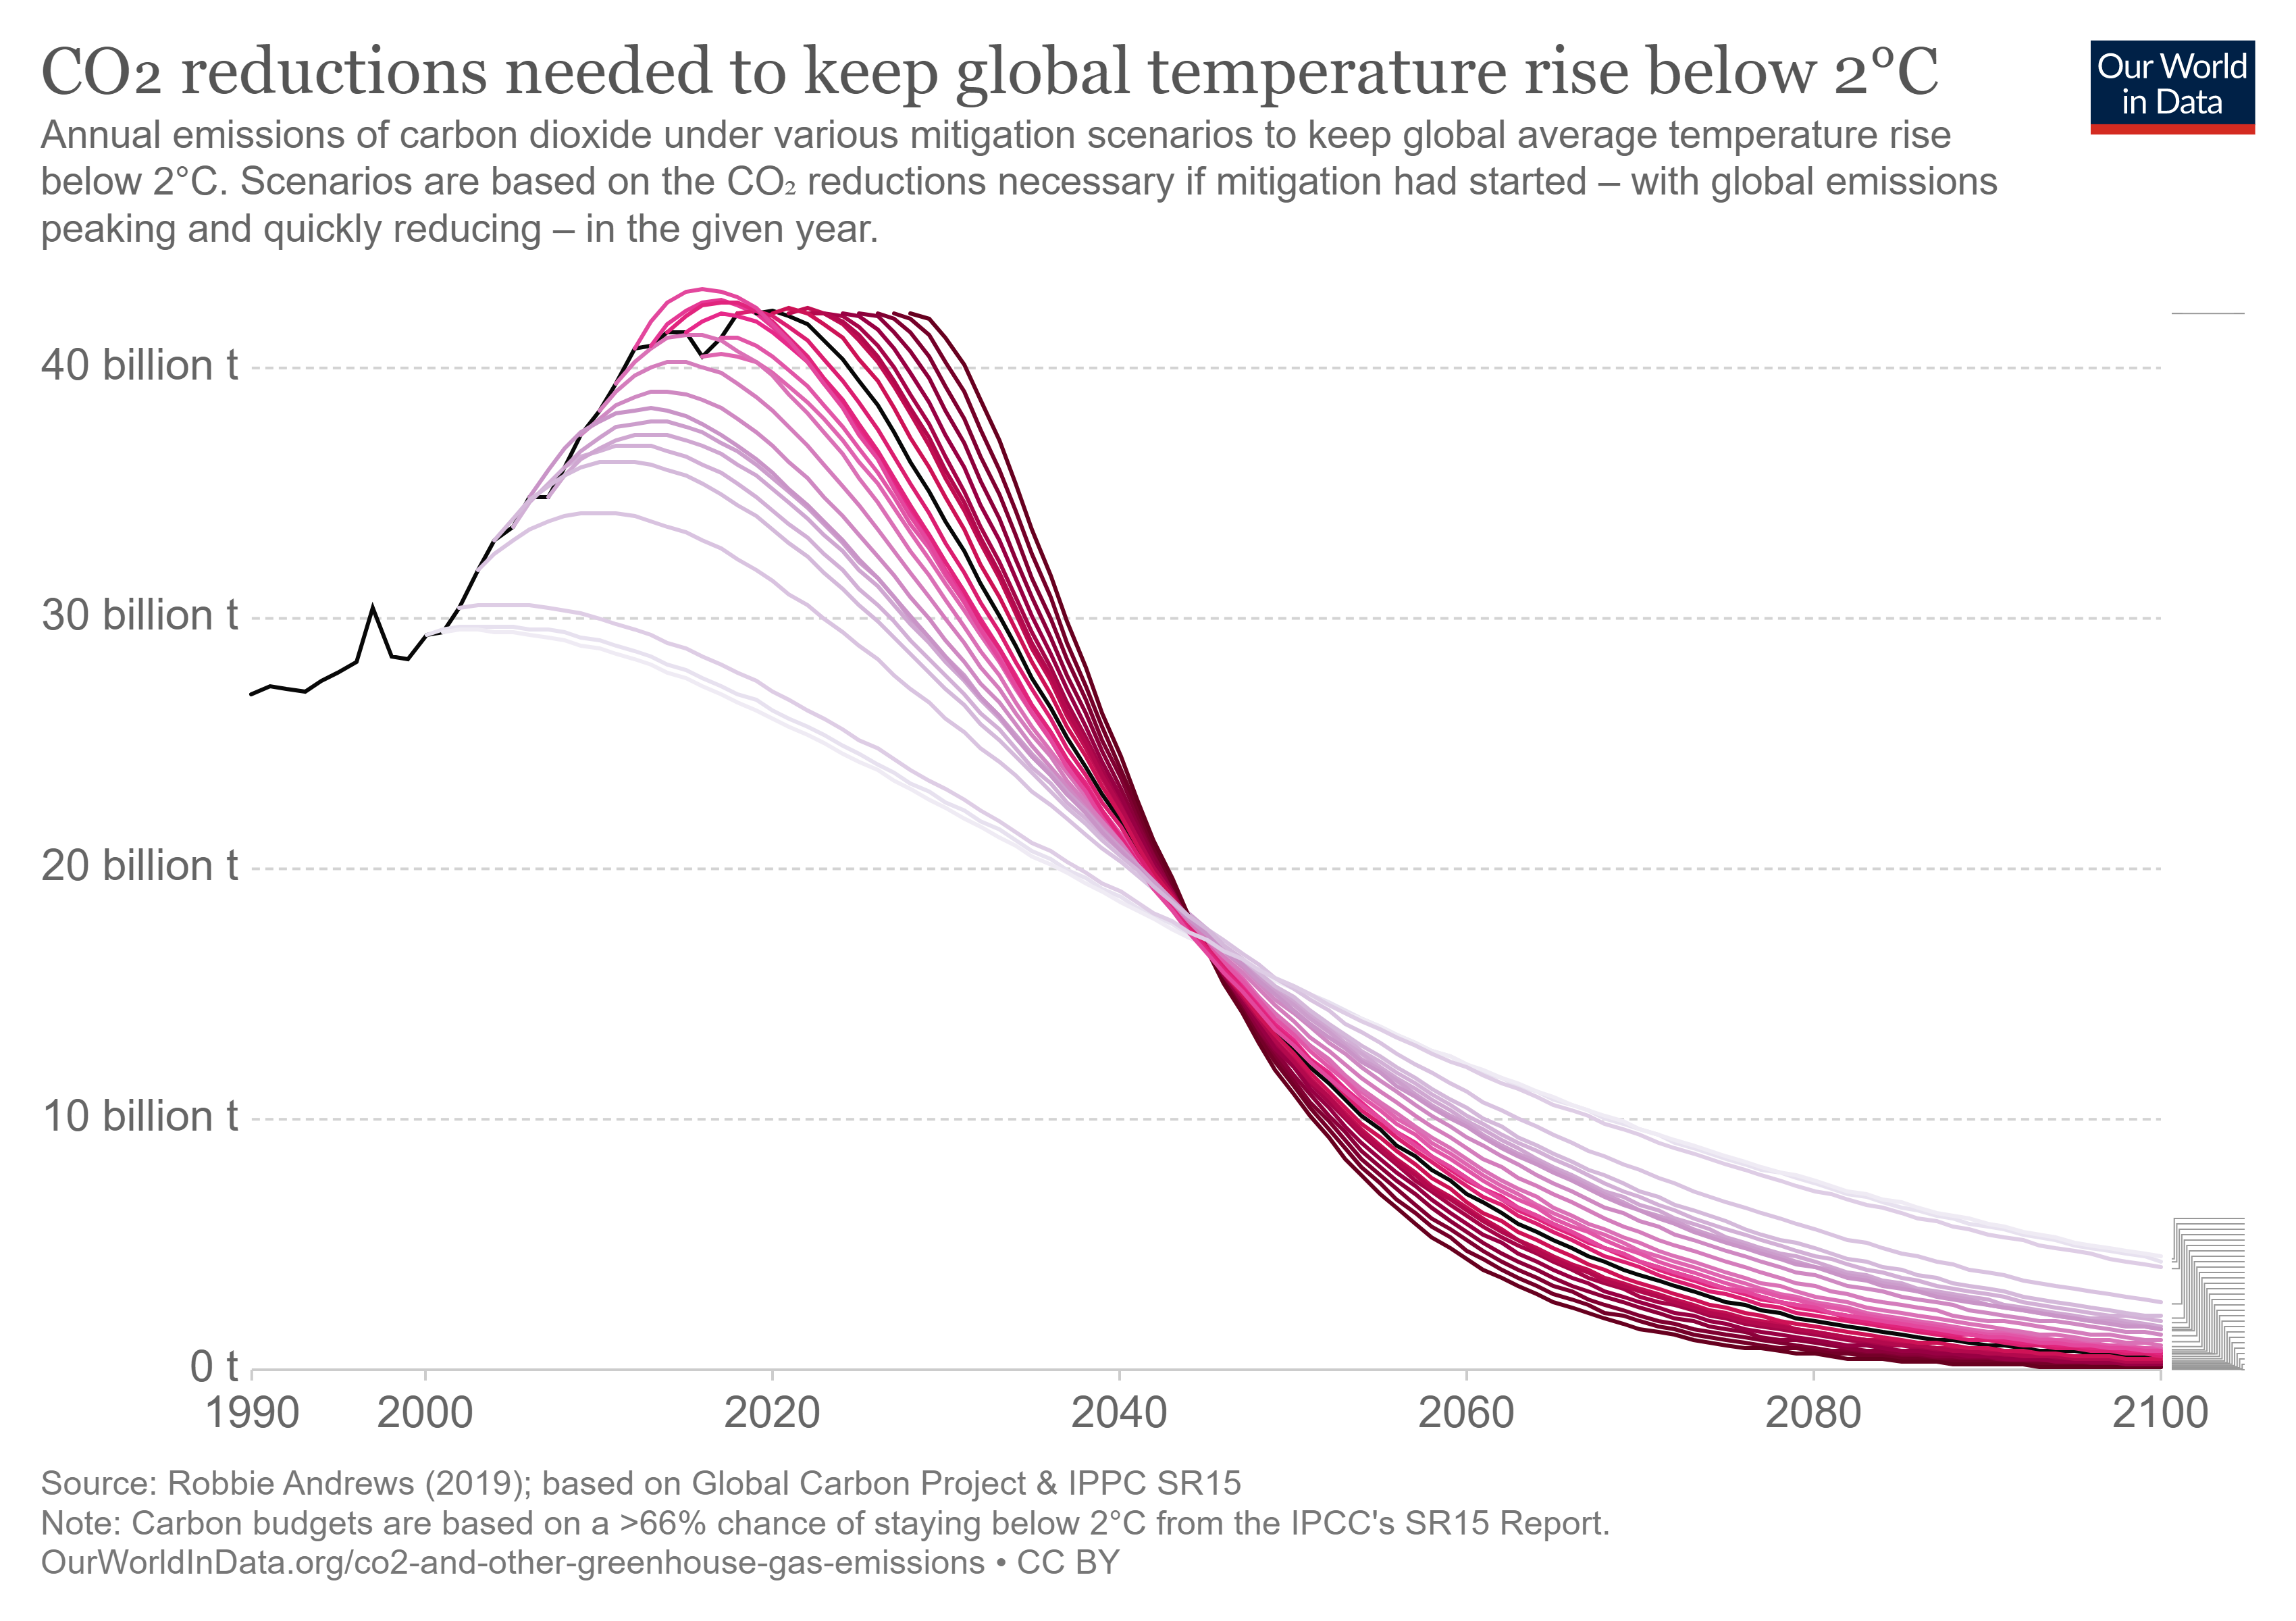 CO₂ reductions needed to keep global temperature rise below 2°C
Our World
in Data
Annual emissions of carbon dioxide under various mitigation scenarios to keep global average temperature rise
below 2°C. Scenarios are based on the CO₂ reductions necessary if mitigation had started – with global emissions
peaking and quickly reducing – in the given year.
40 billion t
30 billion t
20 billion t
10 billion t
0 t
1990 2000 2020 2040 2060 2080 2100
Source: Robbie Andrews (2019); based on Global Carbon Project & IPPC SR15
Note: Carbon budgets are based on a >66% chance of staying below 2°C from the IPCC's SR15 Report.
OurWorldInData.org/co2-and-other-greenhouse-gas-emissions • CC BY